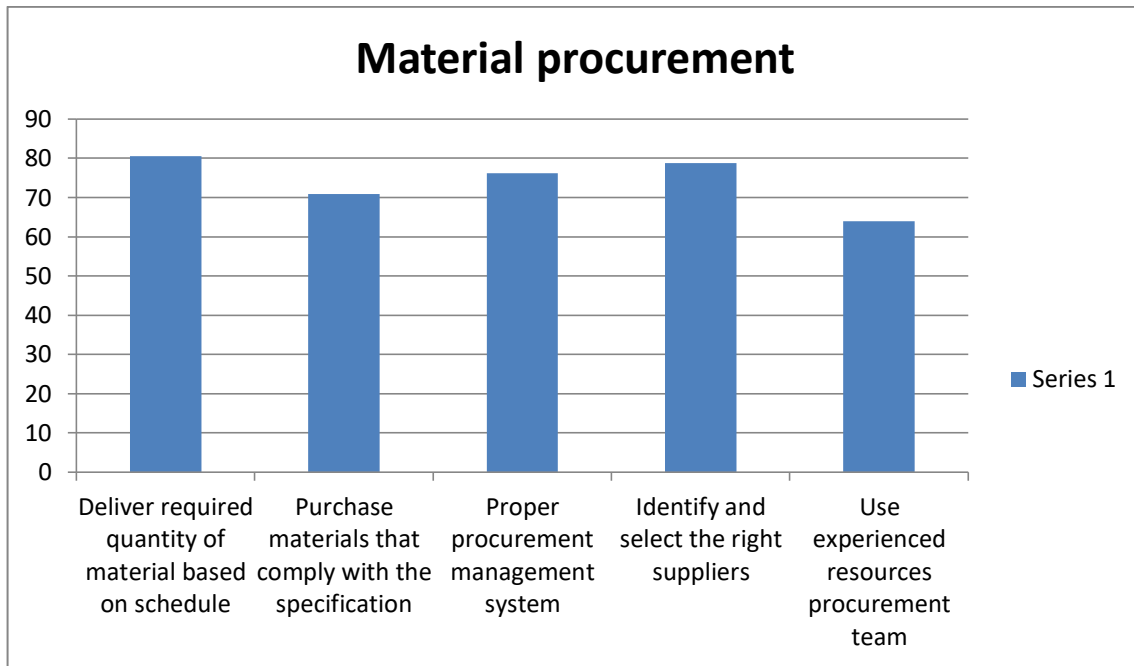 Material procurement
90
80
70
60
50
40
30
20
10
0
Deliver required
quantity of
material based
on schedule
Purchase
materials that
comply with the
specification
Proper
procurement
management
system
Identify and
select the right
suppliers
Use
experienced
resources
procurement
team
Series 1